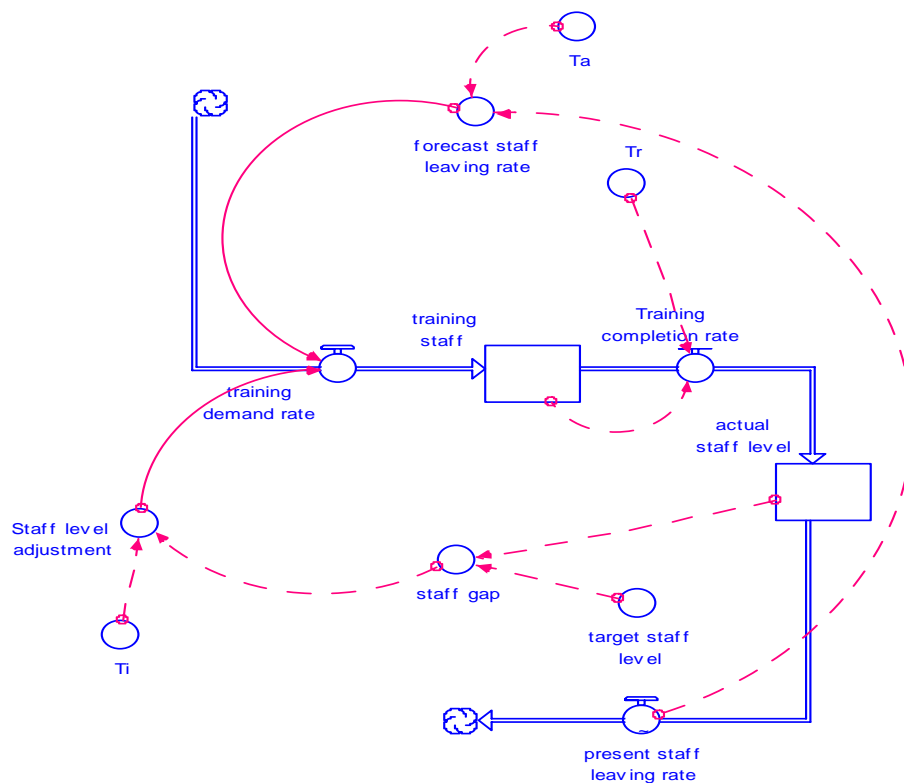 Ta
forecast staff
leaving rate
Tr
training
staff
Training
completion rate
training
demand rate
actual
staff level
Staff level
adjustment
staff gap
target staff
level
Ti
~
present staff
leaving rate